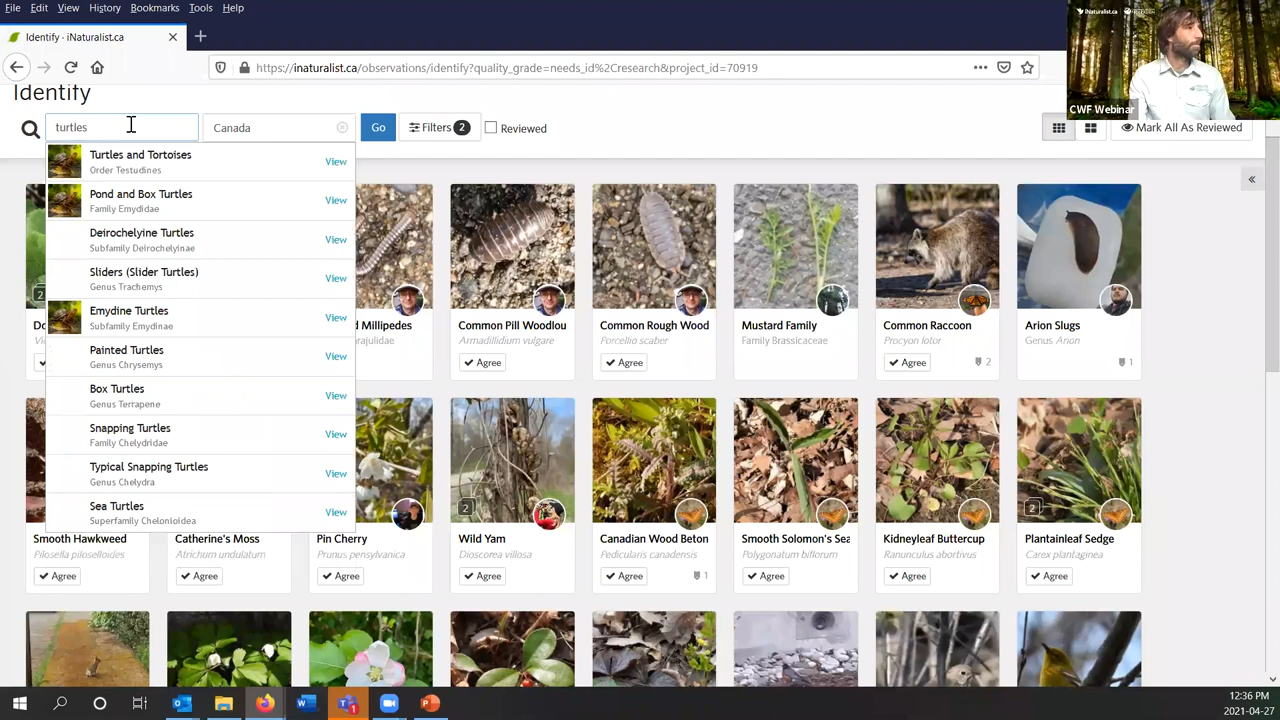 File Edit View History Bookmarks Tools Help
Identify · iNaturalist.ca
https://inaturalist.ca/observations/identify?quality_grade=needs_id%2Cresearch&project_id=70919
iNaturalist.ca
CWF Webinar
Identify
turtles
Canada
Go
Filters 2
Reviewed
Mark All As Reviewed
Turtles and Tortoises
Order Testudines
View
Pond and Box Turtles
Family Emydidae
View
Deirochelyine Turtles
Subfamily Deirochelyinae
View
Sliders (Slider Turtles)
Genus Trachemys
View
Emydine Turtles
Subfamily Emydinae
View
Painted Turtles
Genus Chrysemys
View
Box Turtles
Genus Terrapene
View
Snapping Turtles
Family Chelydridae
View
Typical Snapping Turtles
Genus Chelydra
View
Sea Turtles
Superfamily Chelonioidea
View
2
Do
Millipedes
arajulidae
Agree
Common Pill Woodlou
Armadillidium vulgare
Agree
Common Rough Wood
Porcellio scaber
Agree
Mustard Family
Family Brassicaceae
Common Raccoon
Procyon lotor
Agree
2
Arion Slugs
Genus Arion
1
Smooth Hawkweed
Pilosella piloselloides
Agree
Catherine's Moss
Atrichum undulatum
Agree
Pin Cherry
Prunus pensylvanica
Agree
2
Wild Yam
Dioscorea villosa
Agree
Canadian Wood Beton
Pedicularis canadensis
Agree
1
Smooth Solomon's Sea
Polygonatum biflorum
Agree
Kidneyleaf Buttercup
Ranunculus abortivus
Agree
2
Plantainleaf Sedge
Carex plantaginea
Agree
12:36 PM
2021-04-27